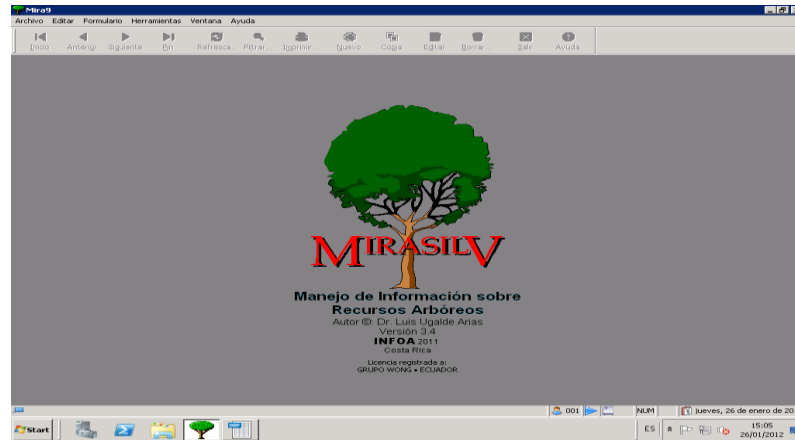 Mira9
Archivo Editar Formulario Herramientas Ventana Ayuda
Inicio Anterior Siguiente Fin Refresca.. Filtrar... Imprimir... Nuevo Copia Editar Borrar... Salir Ayuda
MIRASILV
Manejo de Información sobre
Recursos Arbóreos
Autor ©: Dr. Luis Ugalde Arias
Versión 3.4
INFOA 2011
Costa Rica
Licencia registrada a:
GRUPO WONG • ECUADOR
001 NUM jueves, 26 de enero de 20
Start ES 15:05
26/01/2012